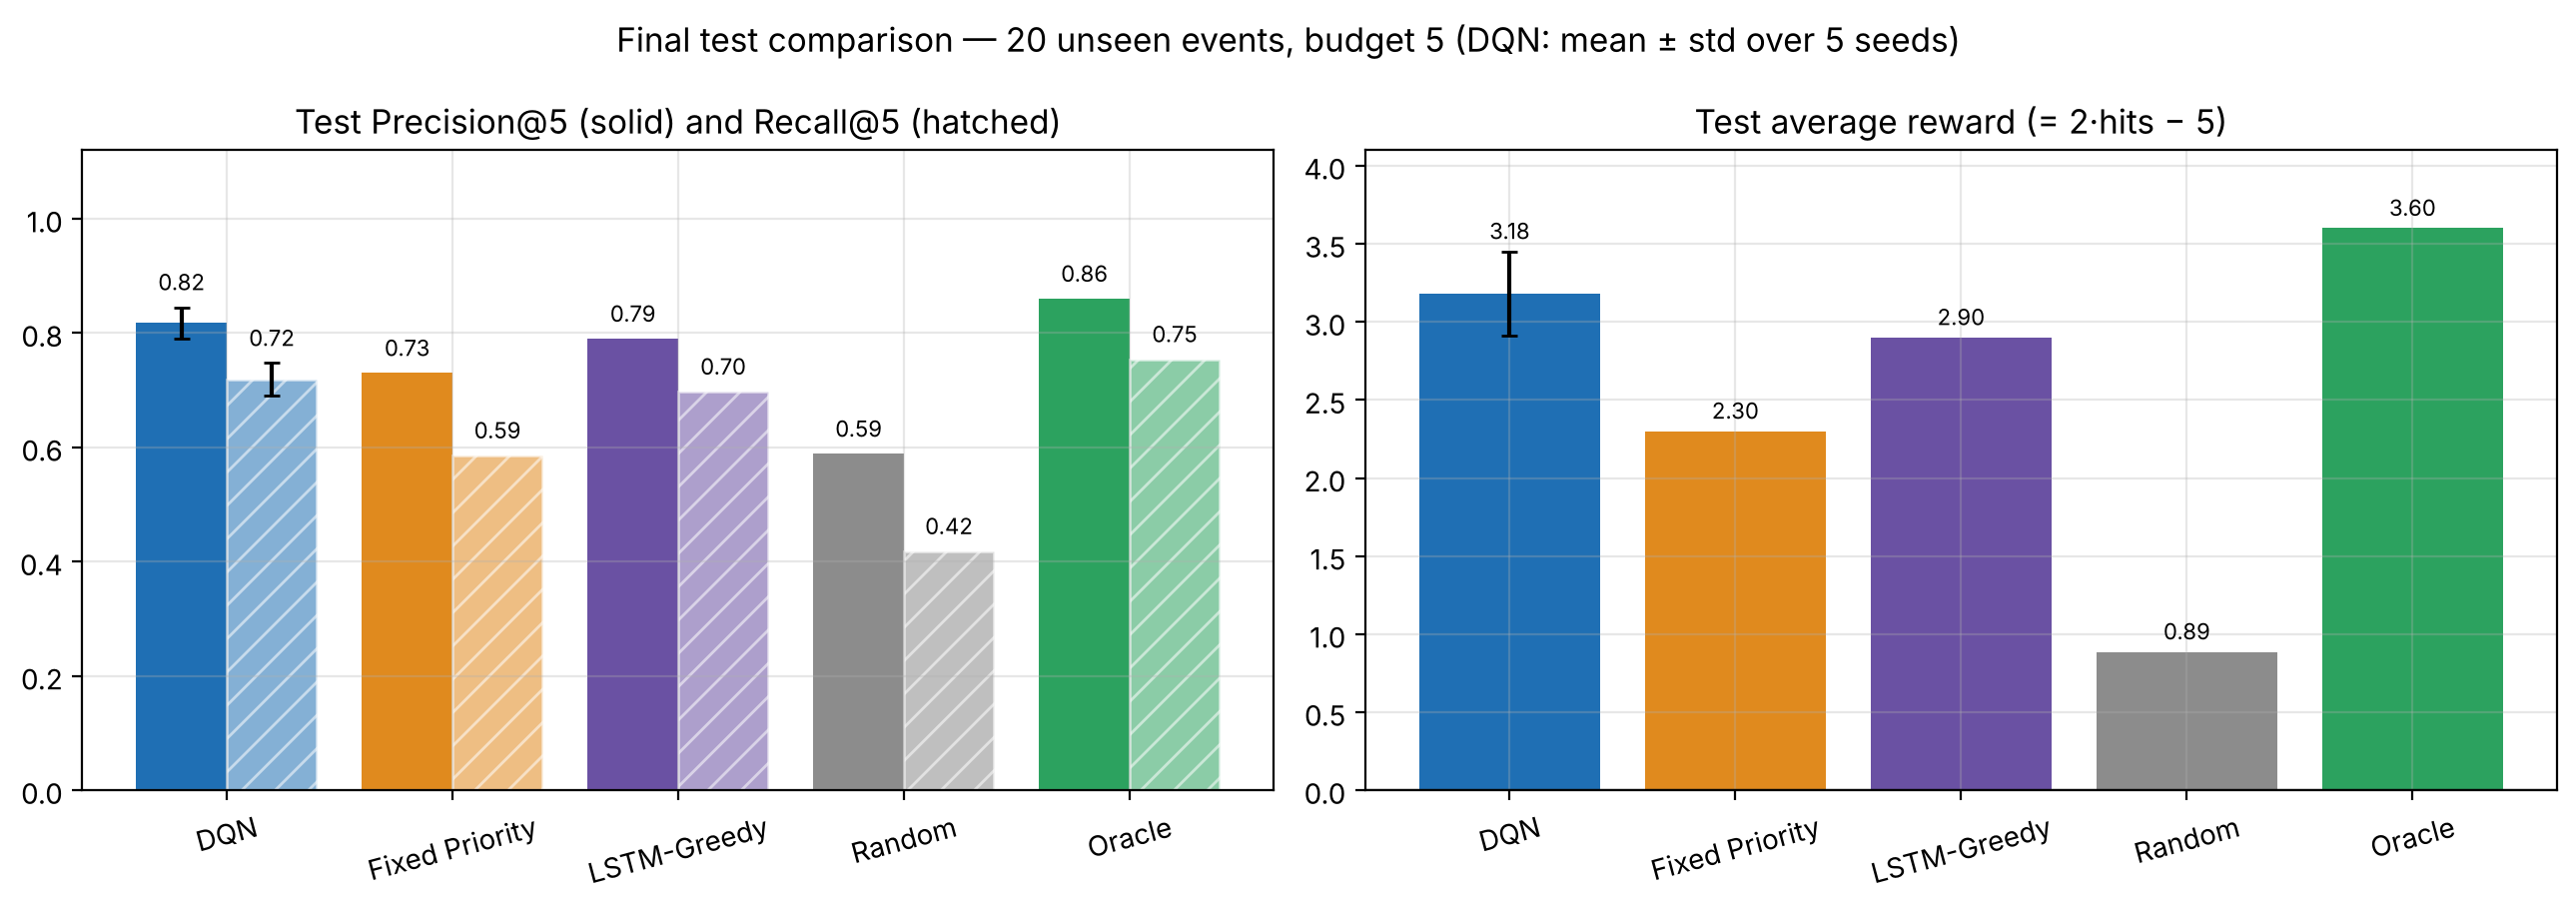 Final test comparison — 20 unseen events, budget 5 (DQN: mean ± std over 5 seeds)
Test Precision@5 (solid) and Recall@5 (hatched)
1.0
0.8
0.6
0.4
0.2
0.0
0.82
0.72
0.73
0.59
0.79
0.70
0.59
0.42
0.86
0.75
DQN
Fixed Priority
LSTM-Greedy
Random
Oracle
Test average reward (= 2·hits − 5)
4.0
3.5
3.0
2.5
2.0
1.5
1.0
0.5
0.0
3.18
2.30
2.90
0.89
3.60
DQN
Fixed Priority
LSTM-Greedy
Random
Oracle